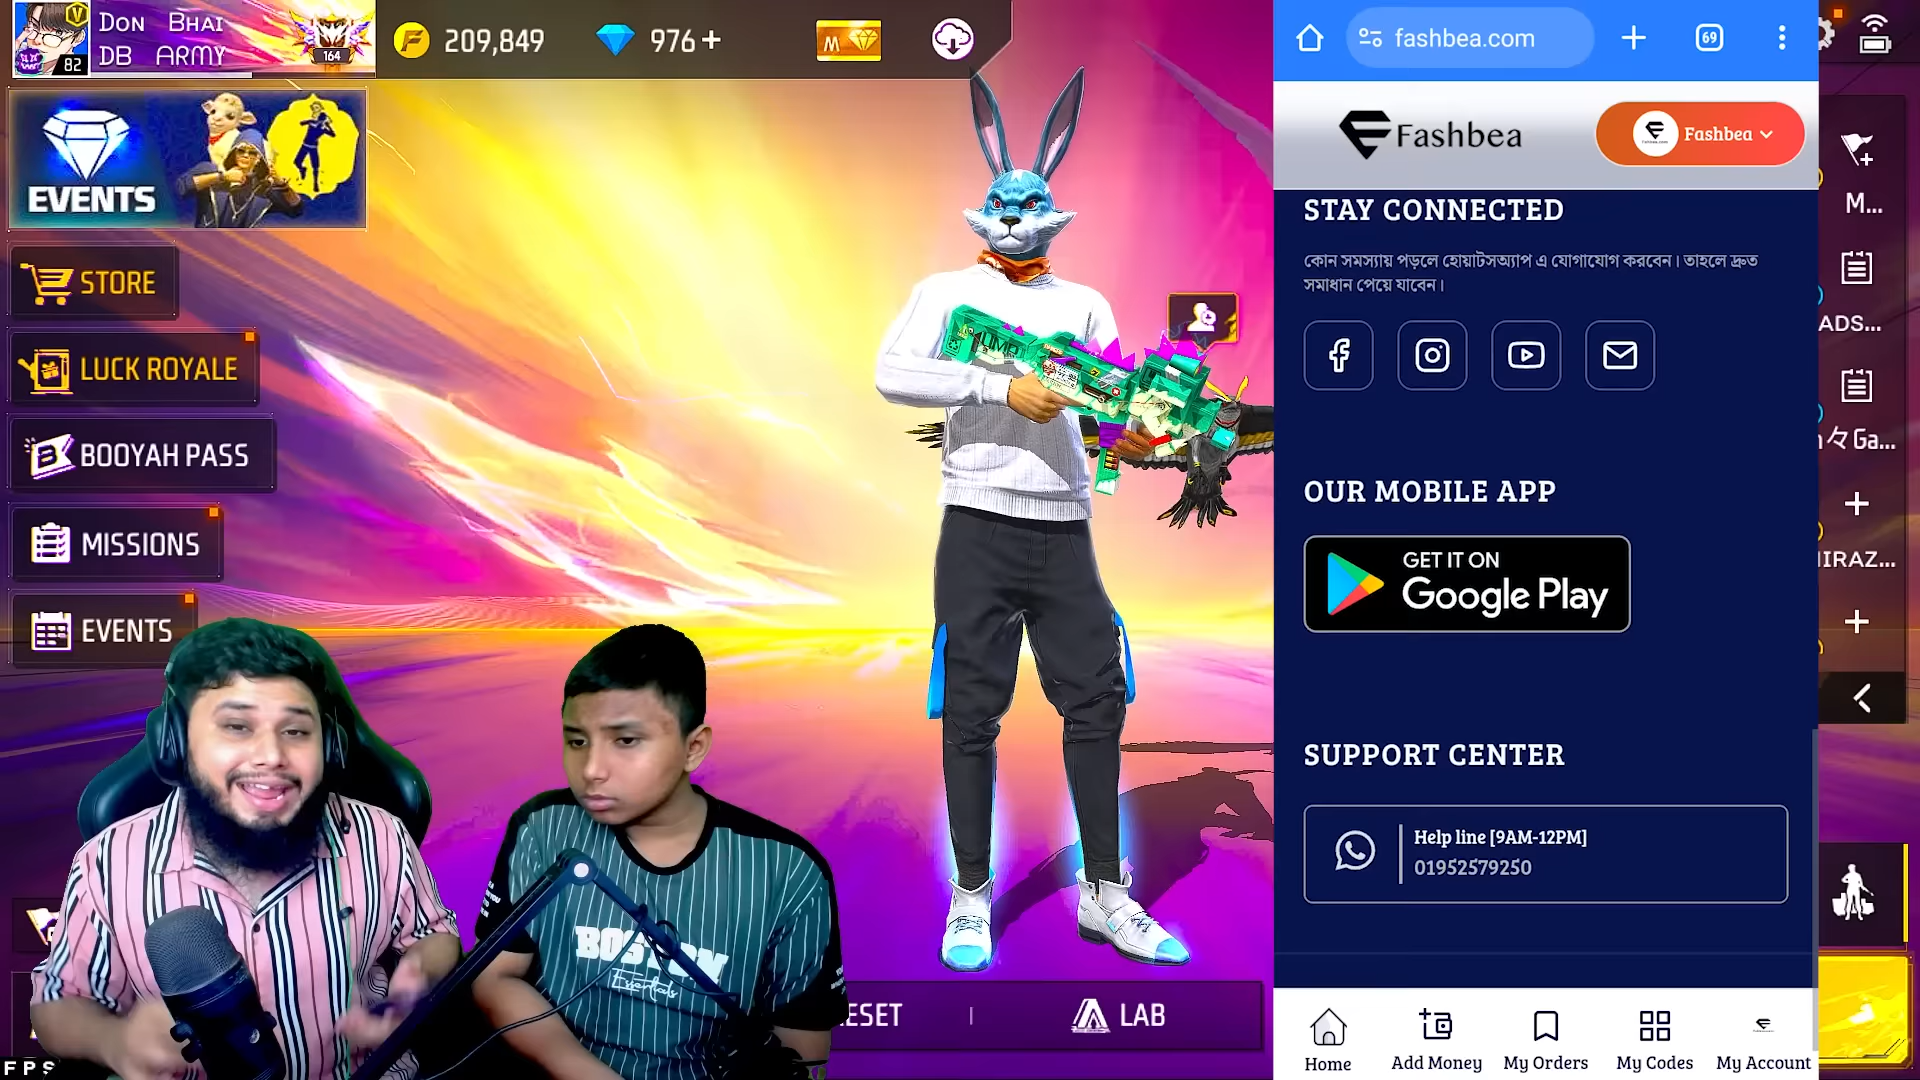 Don Bhai
DB ARMY
82
164
209,849
976+
M
EVENTS
STORE
LUCK ROYALE
BOOYAH PASS
MISSIONS
EVENTS
FPS
BOSTON
Essentials
LAB
fashbea.com
69
Fashbea
Fashbea
STAY CONNECTED
কোন সমস্যায় পড়লে হোয়াটসঅ্যাপ এ যোগাযোগ করবেন। তাহলে দ্রুত
সমাধান পেয়ে যাবেন।
OUR MOBILE APP
GET IT ON
Google Play
SUPPORT CENTER
Help line [9AM-12PM]
01952579250
Home
Add Money
My Orders
My Codes
My Account
M...
ADS...
々Ga...
IRAZ...